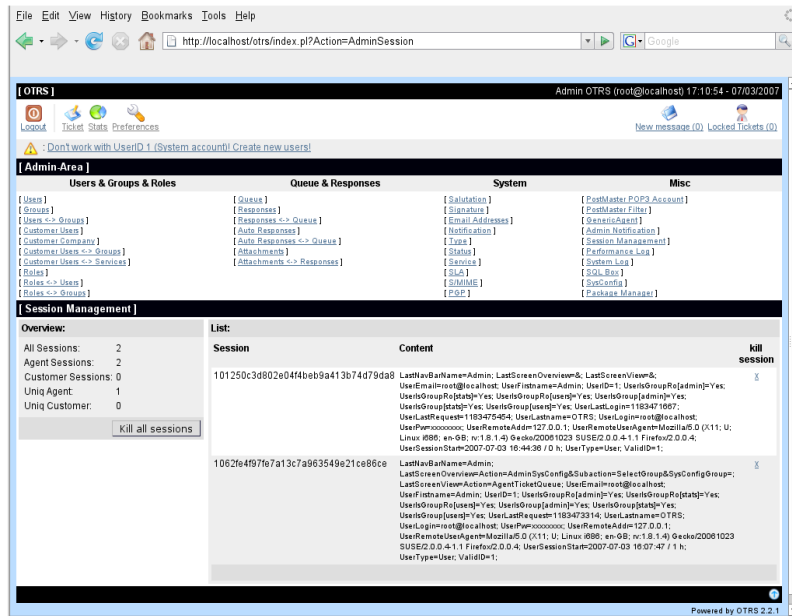 File Edit View History Bookmarks Tools Help
http://localhost/otrs/index.pl?Action=AdminSession
G Google
[ OTRS ]
Admin OTRS (root@localhost) 17:10:54 - 07/03/2007
Logout Ticket Stats Preferences
New message (0) Locked Tickets (0)
: Don't work with UserID 1 (System account)! Create new users!
[ Admin-Area ]
Users & Groups & Roles Queue & Responses System Misc
[ Users ] [ Queue ] [ Salutation ] [ PostMaster POP3 Account ]
[ Groups ] [ Responses ] [ Signature ] [ PostMaster Filter ]
[ Users <-> Groups ] [ Responses <-> Queue ] [ Email Addresses ] [ GenericAgent ]
[ Customer Users ] [ Auto Responses ] [ Notification ] [ Admin Notification ]
[ Customer Company ] [ Auto Responses <-> Queue ] [ Type ] [ Session Management ]
[ Customer Users <-> Groups ] [ Attachments ] [ Status ] [ Performance Log ]
[ Customer Users <-> Services ] [ Attachments <-> Responses ] [ Service ] [ System Log ]
[ Roles ] [ SLA ] [ SQL Box ]
[ Roles <-> Users ] [ S/MIME ] [ SysConfig ]
[ Roles <-> Groups ] [ PGP ] [ Package Manager ]
[ Session Management ]
Overview:
All Sessions: 2
Agent Sessions: 2
Customer Sessions: 0
Uniq Agent: 1
Uniq Customer: 0
Kill all sessions
List:
Session Content kill session
101250c3d802e04f4beb9a413b74d79da8 LastNavBarName=Admin; LastScreenOverview=&; LastScreenView=&; x
UserEmail=root@localhost; UserFirstname=Admin; UserID=1; UserIsGroupRo[admin]=Yes;
UserIsGroupRo[stats]=Yes; UserIsGroupRo[users]=Yes; UserIsGroup[admin]=Yes;
UserIsGroup[stats]=Yes; UserIsGroup[users]=Yes; UserLastLogin=1183471667;
UserLastRequest=1183475454; UserLastname=OTRS; UserLogin=root@localhost;
UserPw=xxxxxxxx; UserRemoteAddr=127.0.0.1; UserRemoteUserAgent=Mozilla/5.0 (X11; U;
Linux i686; en-GB; rv:1.8.1.4) Gecko/20061023 SUSE/2.0.0.4-1.1 Firefox/2.0.0.4;
UserSessionStart=2007-07-03 16:44:36 / 0 h; UserType=User; ValidID=1;
1062fe4f97fe7a13c7a963549e21ce86ce LastNavBarName=Admin; x
LastScreenOverview=Action=AdminSysConfig&Subaction=SelectGroup&SysConfigGroup=;
LastScreenView=Action=AgentTicketQueue; UserEmail=root@localhost;
UserFirstname=Admin; UserID=1; UserIsGroupRo[admin]=Yes; UserIsGroupRo[stats]=Yes;
UserIsGroupRo[users]=Yes; UserIsGroup[admin]=Yes; UserIsGroup[stats]=Yes;
UserIsGroup[users]=Yes; UserLastRequest=1183473314; UserLastname=OTRS;
UserLogin=root@localhost; UserPw=xxxxxxxx; UserRemoteAddr=127.0.0.1;
UserRemoteUserAgent=Mozilla/5.0 (X11; U; Linux i686; en-GB; rv:1.8.1.4) Gecko/20061023
SUSE/2.0.0.4-1.1 Firefox/2.0.0.4; UserSessionStart=2007-07-03 16:07:47 / 1 h;
UserType=User; ValidID=1;
Powered by OTRS 2.2.1